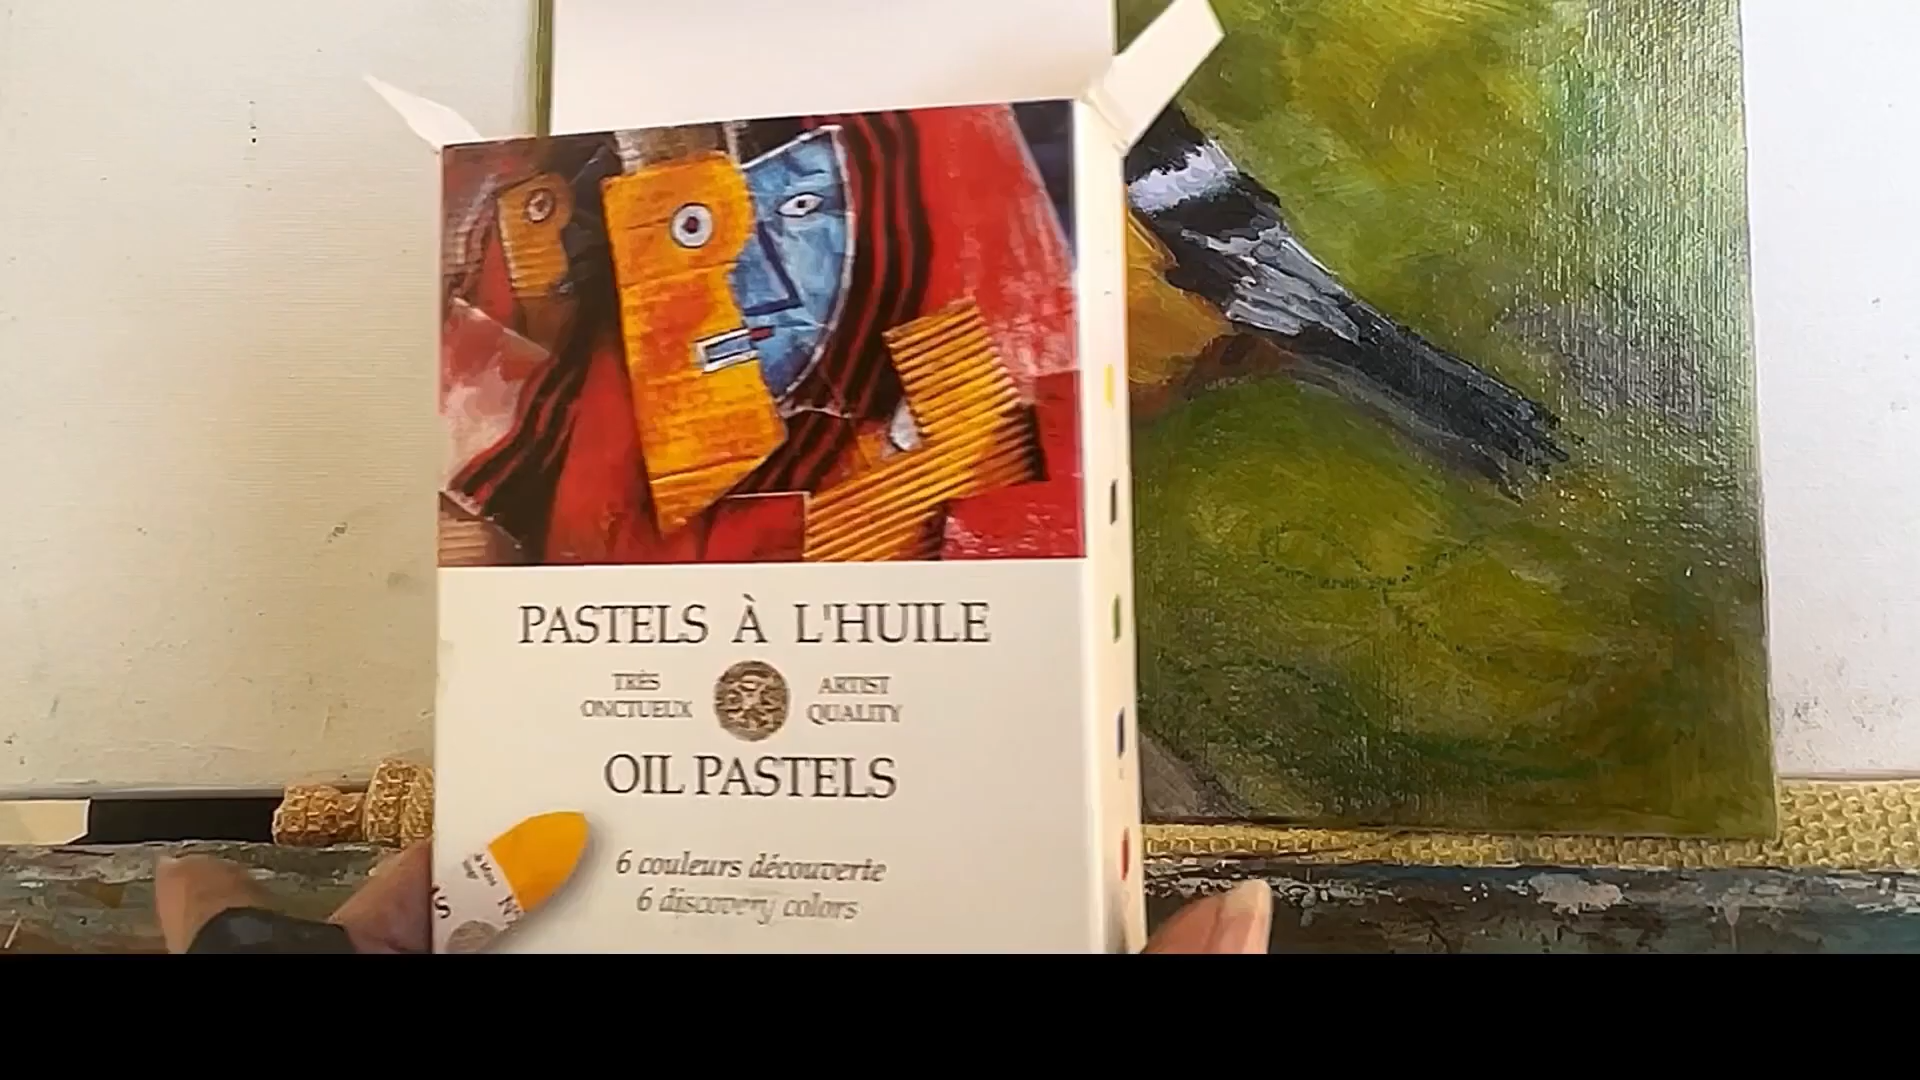 PASTELS À L'HUILE
TRÈS ONCTUEUX
ARTIST QUALITY
OIL PASTELS
6 couleurs découverte
6 discovery colors